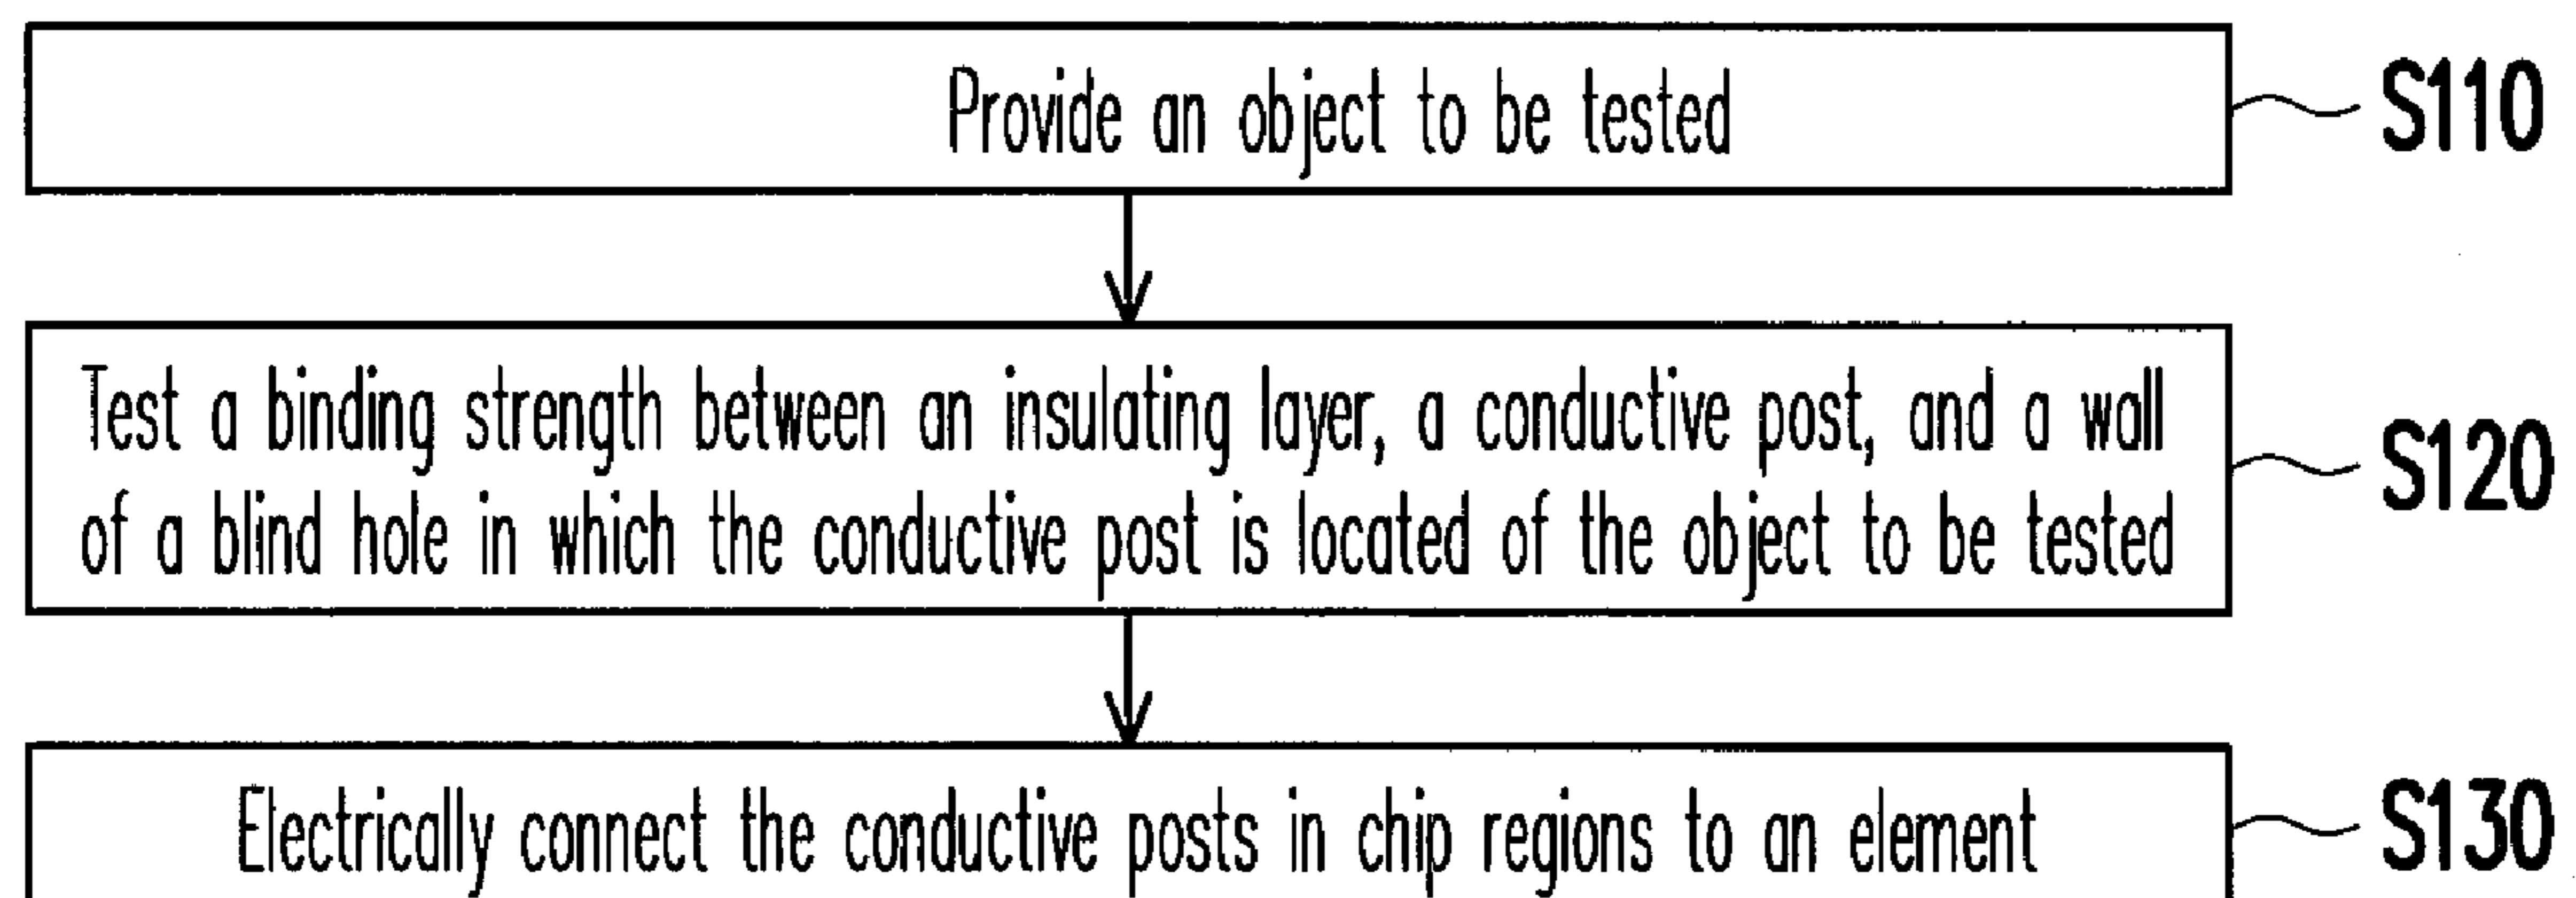 Provide an object to be tested
S110
Test a binding strength between an insulating layer, a conductive post, and a wall
of a blind hole in which the conductive post is located of the object to be tested
S120
Electrically connect the conductive posts in chip regions to an element
S130